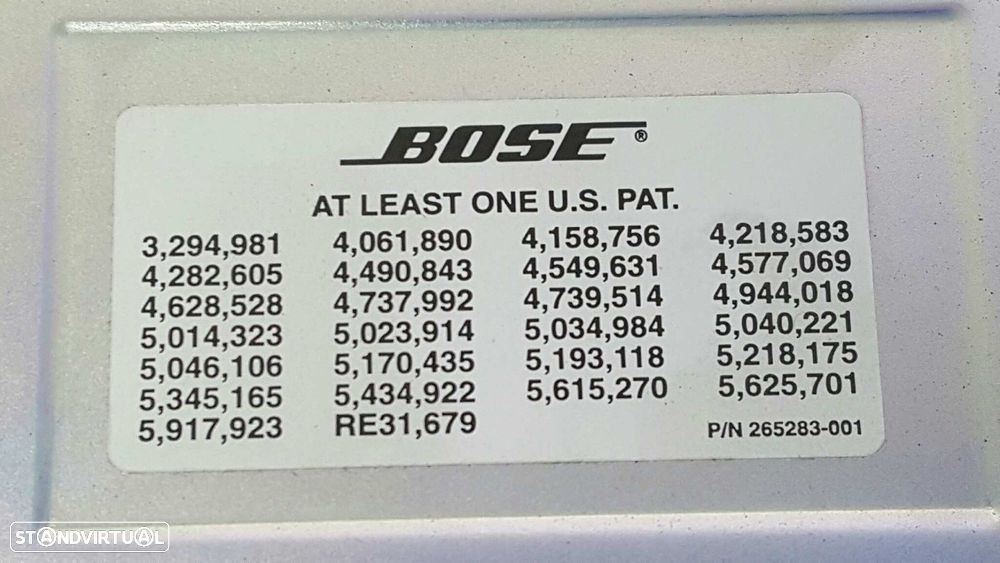 BOSE®
AT LEAST ONE U.S. PAT.
3,294,981 4,061,890 4,158,756 4,218,583
4,282,605 4,490,843 4,549,631 4,577,069
4,628,528 4,737,992 4,739,514 4,944,018
5,014,323 5,023,914 5,034,984 5,040,221
5,046,106 5,170,435 5,193,118 5,218,175
5,345,165 5,434,922 5,615,270 5,625,701
5,917,923 RE31,679 P/N 265283-001
STANDVIRTUAL